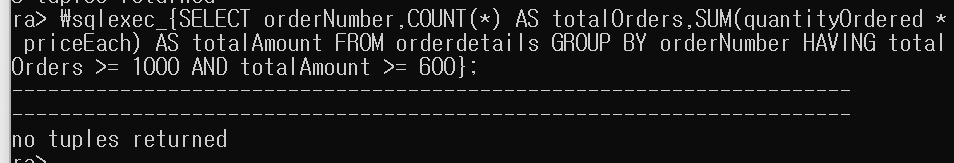 ra> ₩sqlexec_{SELECT orderNumber,COUNT(*) AS totalOrders,SUM(quantityOrdered *
priceEach) AS totalAmount FROM orderdetails GROUP BY orderNumber HAVING total
Orders >= 1000 AND totalAmount >= 600};
----------------------------------------------------------------------
----------------------------------------------------------------------
no tuples returned